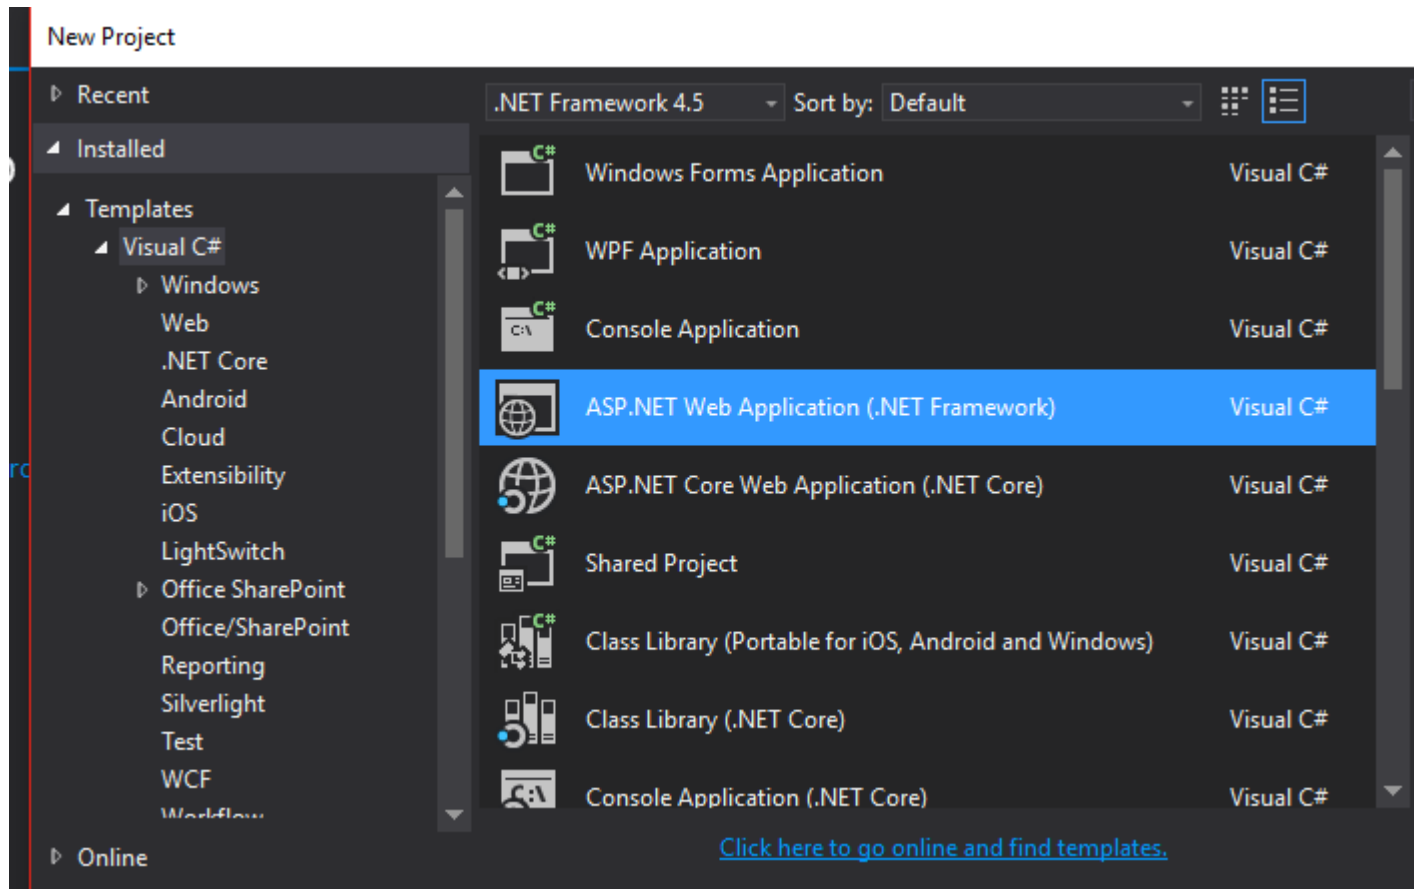 New Project
Recent
Installed
Templates
Visual C#
Windows
Web
.NET Core
Android
Cloud
Extensibility
iOS
LightSwitch
Office SharePoint
Office/SharePoint
Reporting
Silverlight
Test
WCF
Workflow
Online
.NET Framework 4.5 Sort by: Default
Windows Forms Application Visual C#
WPF Application Visual C#
Console Application Visual C#
ASP.NET Web Application (.NET Framework) Visual C#
ASP.NET Core Web Application (.NET Core) Visual C#
Shared Project Visual C#
Class Library (Portable for iOS, Android and Windows) Visual C#
Class Library (.NET Core) Visual C#
Console Application (.NET Core) Visual C#
Click here to go online and find templates.